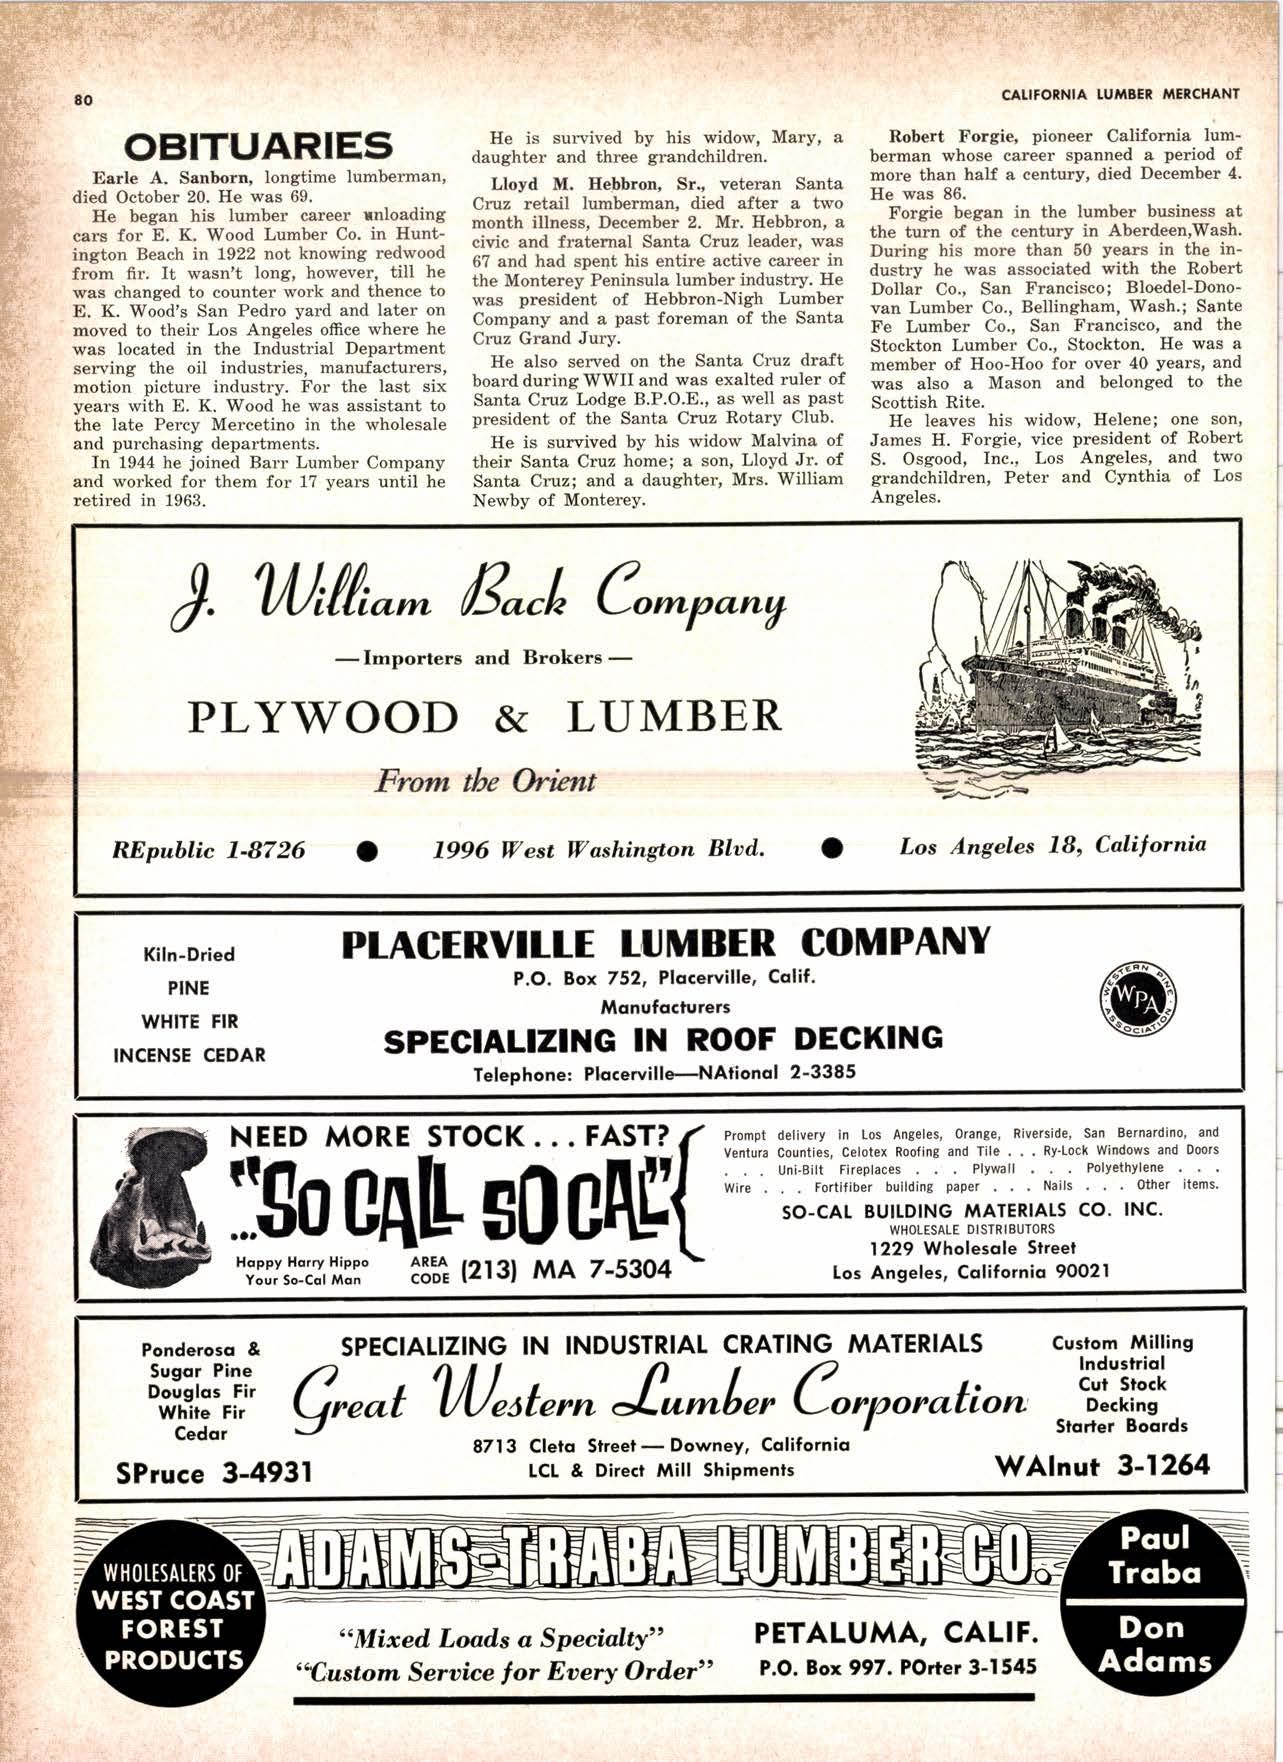 80
CALIFORNIA LUMBER MERCHANT
OBITUARIES
Earle A. Sanborn, longtime lumberman,
died October 20. He was 69.
He began his lumber career unloading
cars for E. K. Wood Lumber Co. in Hunt-
ington Beach in 1922 not knowing redwood
from fir. It wasn't long, however, till he
was changed to counter work and thence to
E. K. Wood's San Pedro yard and later on
moved to their Los Angeles office where he
was located in the Industrial Department
serving the oil industries, manufacturers,
motion picture industry. For the last six
years with E. K. Wood he was assistant to
the late Percy Mercetino in the wholesale
and purchasing departments.
In 1944 he joined Barr Lumber Company
and worked for them for 17 years until he
retired in 1963.
He is survived by his widow, Mary, a
daughter and three grandchildren.
Lloyd M. Hebbron, Sr., veteran Santa
Cruz retail lumberman, died after a two
month illness, December 2. Mr. Hebbron, a
civic and fraternal Santa Cruz leader, was
67 and had spent his entire active career in
the Monterey Peninsula lumber industry. He
was president of Hebbron-Nigh Lumber
Company and a past foreman of the Santa
Cruz Grand Jury.
He also served on the Santa Cruz draft
board during WWII and was exalted ruler of
Santa Cruz Lodge B.P.O.E., as well as past
president of the Santa Cruz Rotary Club.
He is survived by his widow Malvina of
their Santa Cruz home; a son, Lloyd Jr. of
Santa Cruz; and a daughter, Mrs. William
Newby of Monterey.
Robert Forgie, pioneer California lum-
berman whose career spanned a period of
more than half a century, died December 4.
He was 86.
Forgie began in the lumber business at
the turn of the century in Aberdeen,Wash.
During his more than 50 years in the in-
dustry he was associated with the Robert
Dollar Co., San Francisco; Bloedel-Dono-
van Lumber Co., Bellingham, Wash.; Sante
Fe Lumber Co., San Francisco, and the
Stockton Lumber Co., Stockton. He was a
member of Hoo-Hoo for over 40 years, and
was also a Mason and belonged to the
Scottish Rite.
He leaves his widow, Helene; one son,
James H. Forgie, vice president of Robert
S. Osgood, Inc., Los Angeles, and two
grandchildren, Peter and Cynthia of Los
Angeles.
J. William Back Company
—Importers and Brokers—
PLYWOOD & LUMBER
From the Orient
REpublic 1-8726 ● 1996 West Washington Blvd. ● Los Angeles 18, California
Kiln-Dried
PINE
WHITE FIR
INCENSE CEDAR
PLACERVILLE LUMBER COMPANY
P.O. Box 752, Placerville, Calif.
Manufacturers
SPECIALIZING IN ROOF DECKING
Telephone: Placerville—NAtional 2-3385
WESTERN PINE
WPA
ASSOCIATION
NEED MORE STOCK... FAST?
..."SO CALL SO CAL"
Happy Harry Hippo
Your So-Cal Man
AREA
CODE (213) MA 7-5304
Prompt delivery in Los Angeles, Orange, Riverside, San Bernardino, and
Ventura Counties, Celotex Roofing and Tile . . . Ry-Lock Windows and Doors
. . . Uni-Bilt Fireplaces . . . Plywall . . . Polyethylene . . .
Wire . . . Fortifiber building paper . . . Nails . . . Other items.
SO-CAL BUILDING MATERIALS CO. INC.
WHOLESALE DISTRIBUTORS
1229 Wholesale Street
Los Angeles, California 90021
Ponderosa &
Sugar Pine
Douglas Fir
White Fir
Cedar
SPruce 3-4931
SPECIALIZING IN INDUSTRIAL CRATING MATERIALS
Great Western Lumber Corporation
8713 Cleta Street — Downey, California
LCL & Direct Mill Shipments
Custom Milling
Industrial
Cut Stock
Decking
Starter Boards
WAlnut 3-1264
WHOLESALERS OF
WEST COAST
FOREST
PRODUCTS
ADAMS-TRABA LUMBER CO.
"Mixed Loads a Specialty"
"Custom Service for Every Order"
PETALUMA, CALIF.
P.O. Box 997. POrter 3-1545
Paul
Traba
Don
Adams